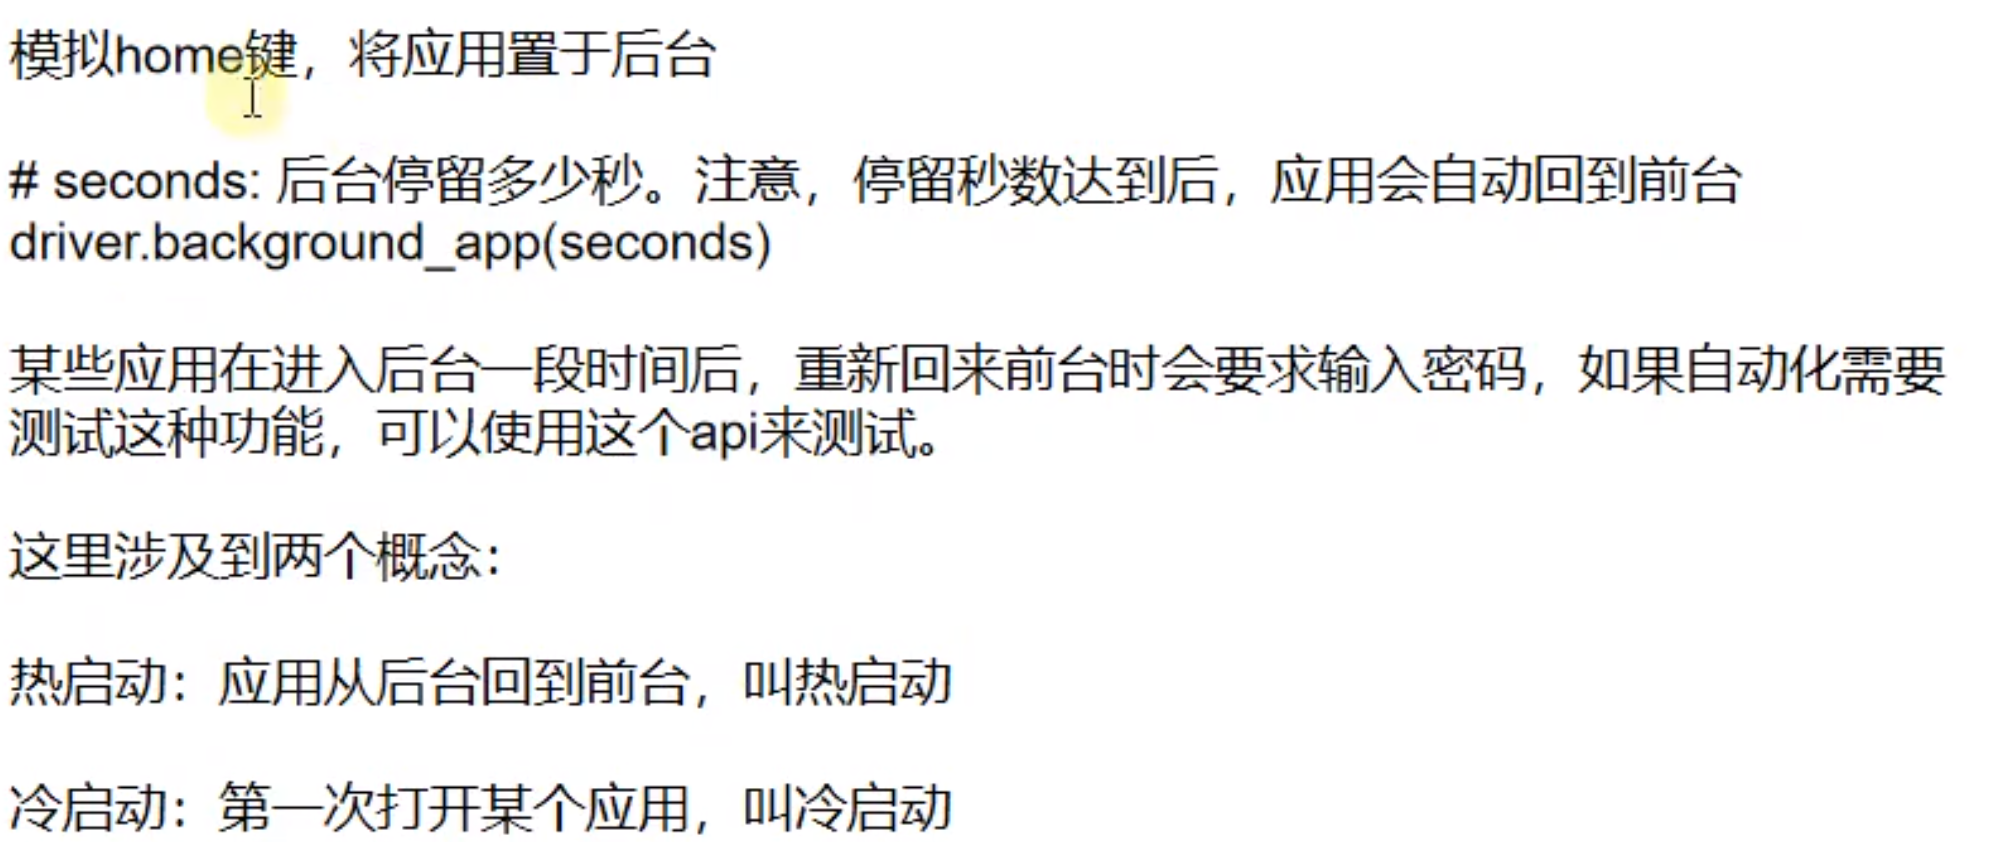 模拟home键，将应用置于后台
# seconds: 后台停留多少秒。注意，停留秒数达到后，应用会自动回到前台
driver.background_app(seconds)
某些应用在进入后台一段时间后，重新回来前台时会要求输入密码，如果自动化需要
测试这种功能，可以使用这个api来测试。
这里涉及到两个概念：
热启动：应用从后台回到前台，叫热启动
冷启动：第一次打开某个应用，叫冷启动